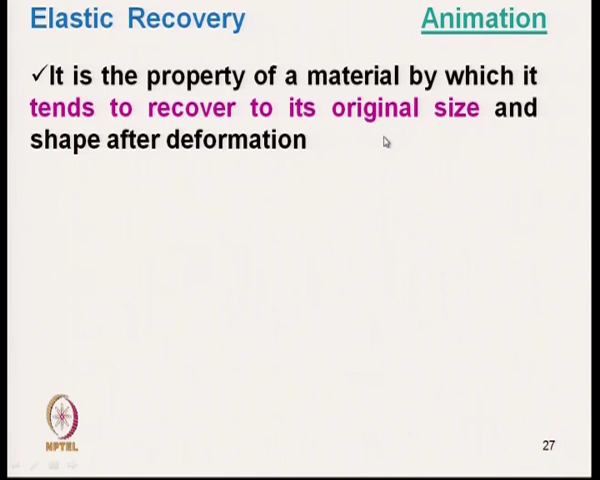 Elastic Recovery Animation
✓It is the property of a material by which it
tends to recover to its original size and
shape after deformation
NPTEL
27